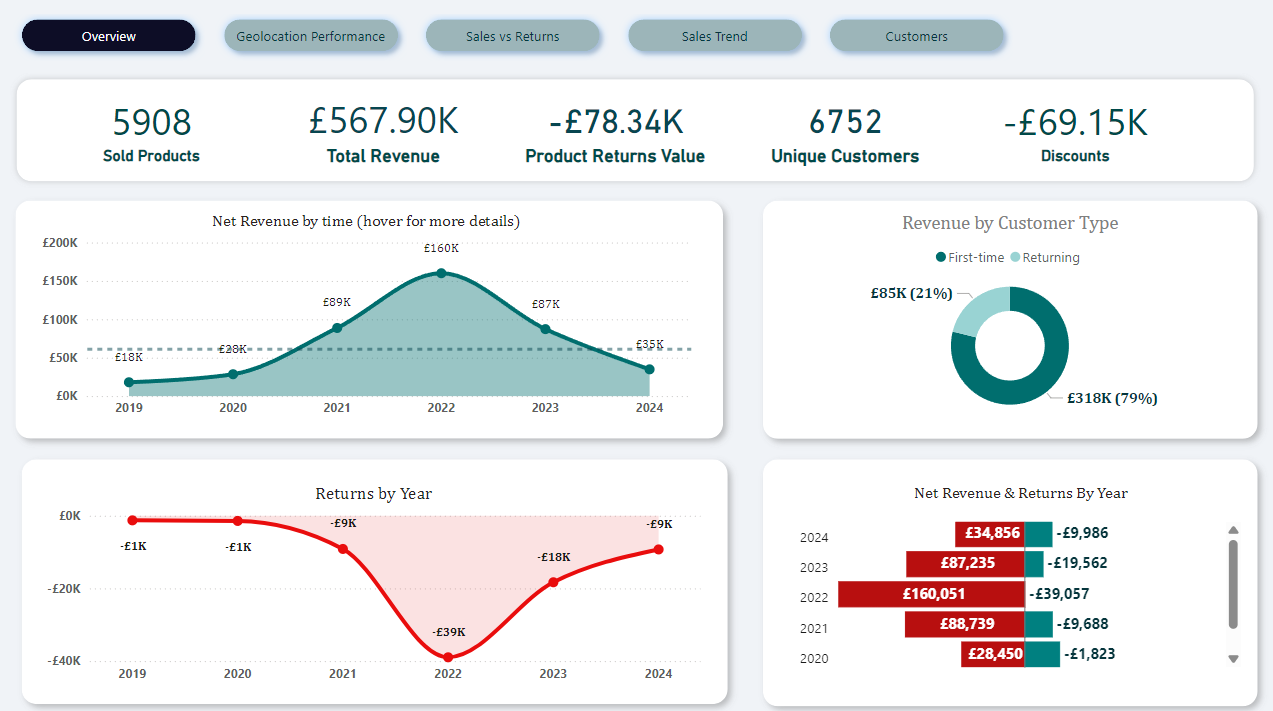 Overview
Geolocation Performance
Sales vs Returns
Sales Trend
Customers
5908
Sold Products
£567.90K
Total Revenue
-£78.34K
Product Returns Value
6752
Unique Customers
-£69.15K
Discounts
Net Revenue by time (hover for more details)
£200K
£150K
£100K
£50K
£0K
£18K
£28K
£89K
£160K
£87K
£35K
2019
2020
2021
2022
2023
2024
Revenue by Customer Type
First-time
Returning
£85K (21%)
£318K (79%)
Returns by Year
£0K
-£20K
-£40K
-£1K
-£1K
-£9K
-£39K
-£18K
-£9K
2019
2020
2021
2022
2023
2024
Net Revenue & Returns By Year
2024 £34,856 -£9,986
2023 £87,235 -£19,562
2022 £160,051 -£39,057
2021 £88,739 -£9,688
2020 £28,450 -£1,823